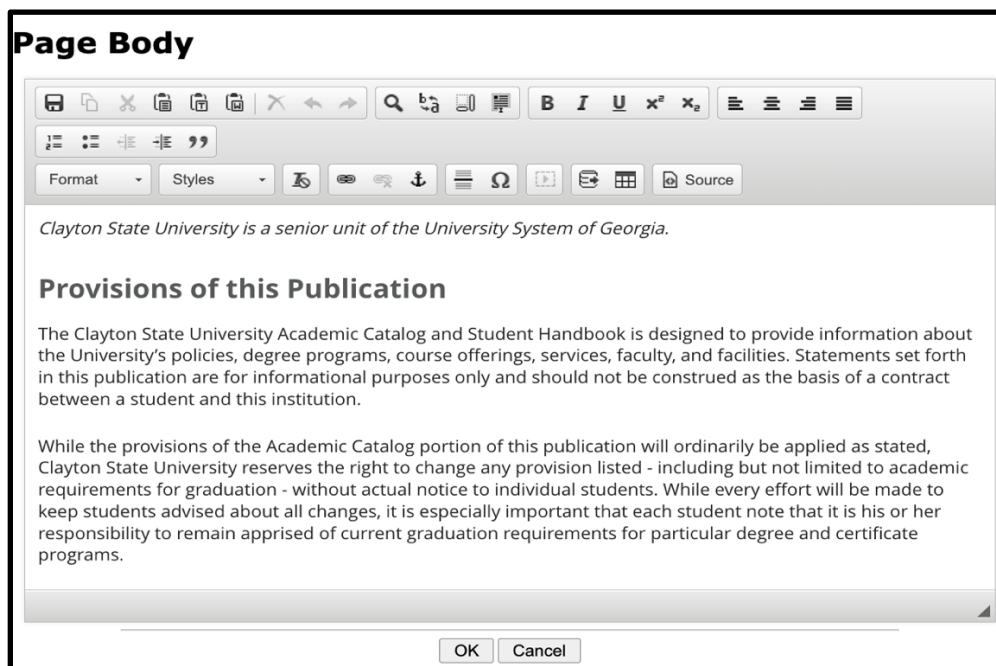 Page Body
B I U x² x₂
Format Styles Ω Source
Clayton State University is a senior unit of the University System of Georgia.
Provisions of this Publication
The Clayton State University Academic Catalog and Student Handbook is designed to provide information about
the University’s policies, degree programs, course offerings, services, faculty, and facilities. Statements set forth
in this publication are for informational purposes only and should not be construed as the basis of a contract
between a student and this institution.
While the provisions of the Academic Catalog portion of this publication will ordinarily be applied as stated,
Clayton State University reserves the right to change any provision listed - including but not limited to academic
requirements for graduation - without actual notice to individual students. While every effort will be made to
keep students advised about all changes, it is especially important that each student note that it is his or her
responsibility to remain apprised of current graduation requirements for particular degree and certificate
programs.
OK Cancel